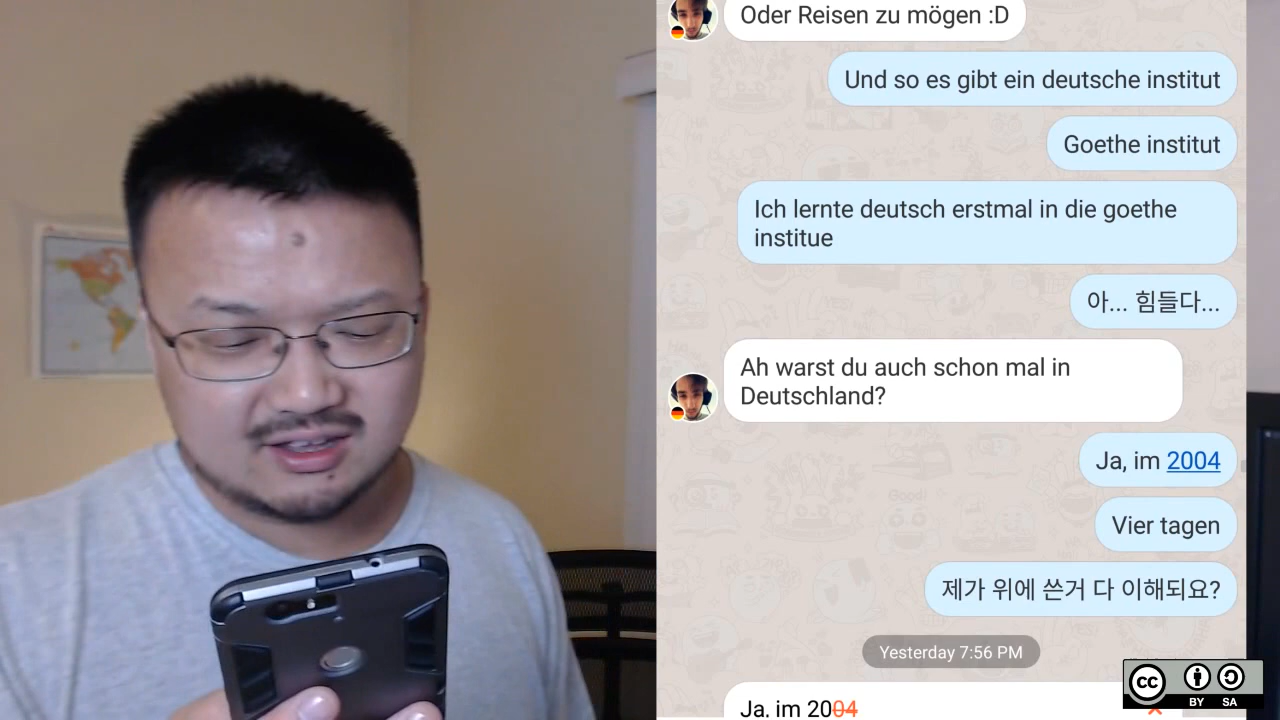 Oder Reisen zu mögen :D
Und so es gibt ein deutsche institut
Goethe institut
Ich lernte deutsch erstmal in die goethe
institue
아... 힘들다...
Ah warst du auch schon mal in
Deutschland?
Ja, im 2004
Vier tagen
제가 위에 쓴거 다 이해되요?
Yesterday 7:56 PM
Ja, im 2004
cc
BY SA